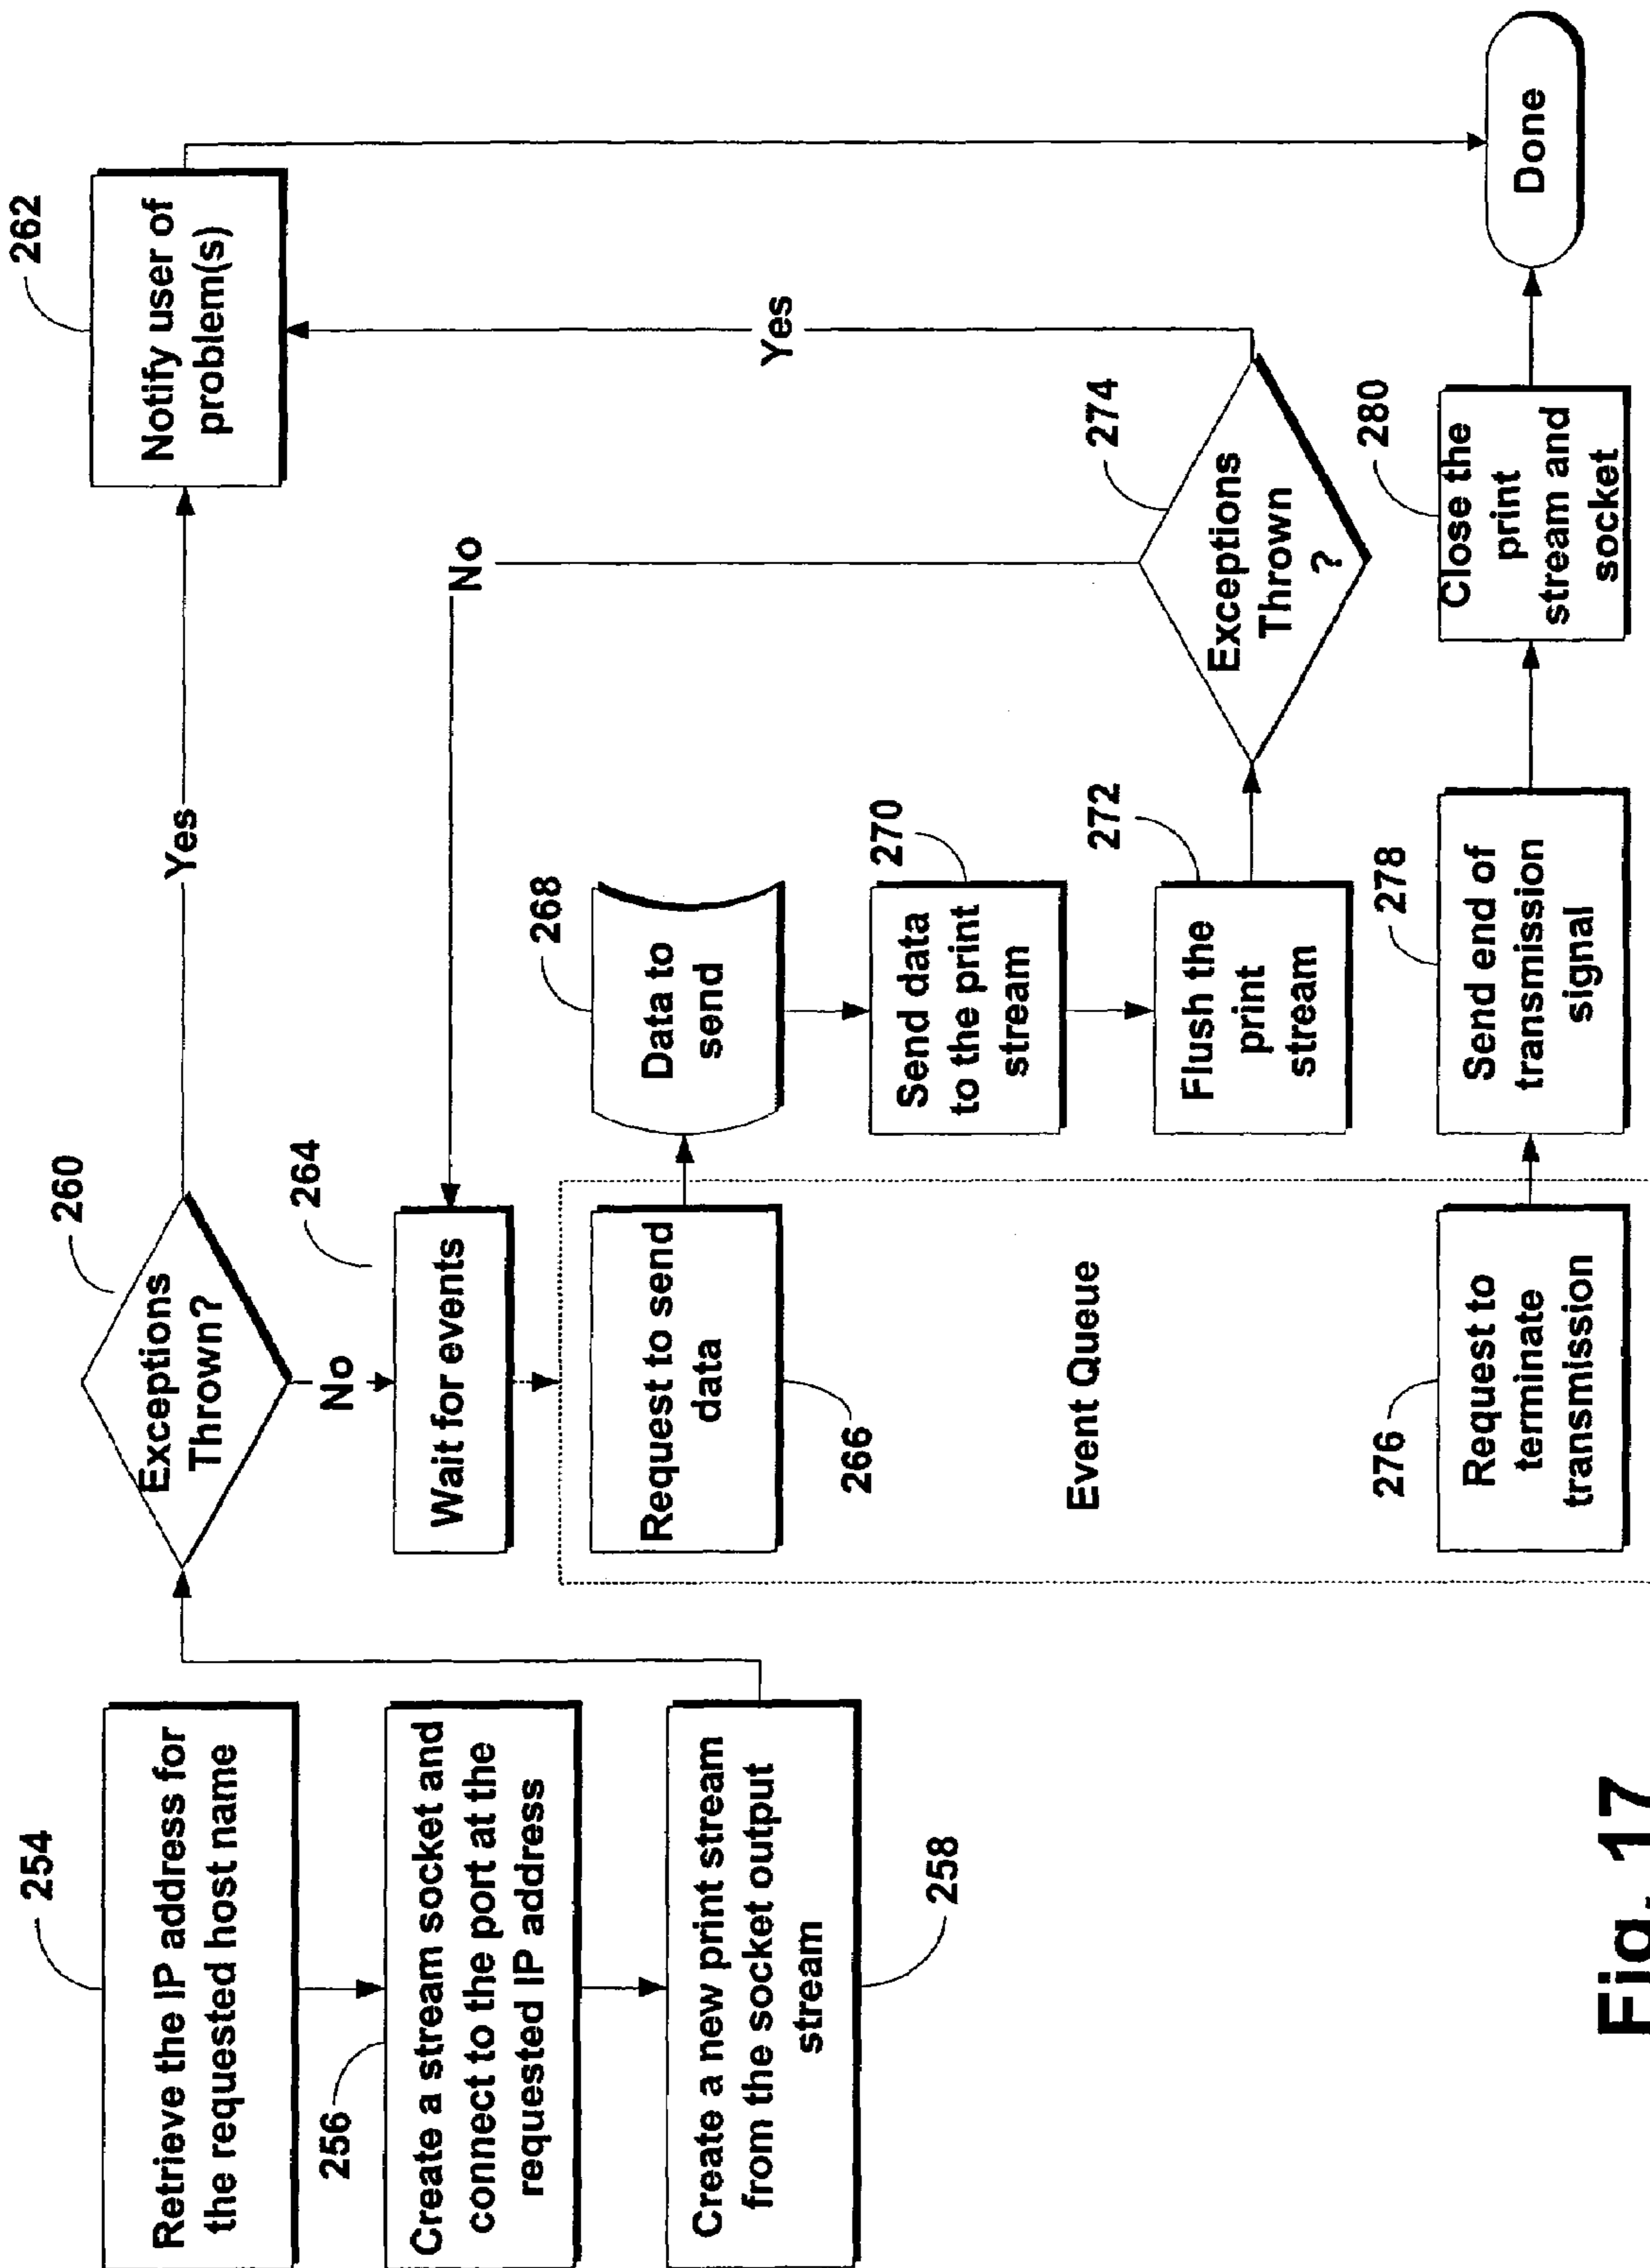 254
Retrieve the IP address for
the requested host name
256
Create a stream socket and
connect to the port at the
requested IP address
Create a new print stream
from the socket output
stream
258
260
Exceptions
Thrown?
Yes
No
262
Notify user of
problem(s)
264
Wait for events
No
Yes
Request to send
data
266
268
Data to
send
270
Send data
to the print
stream
272
Flush the
print
stream
274
Exceptions
Thrown
?
Event Queue
276
Request to
terminate
transmission
278
Send end of
transmission
signal
280
Close the
print
stream and
socket
Done
Fig. 17